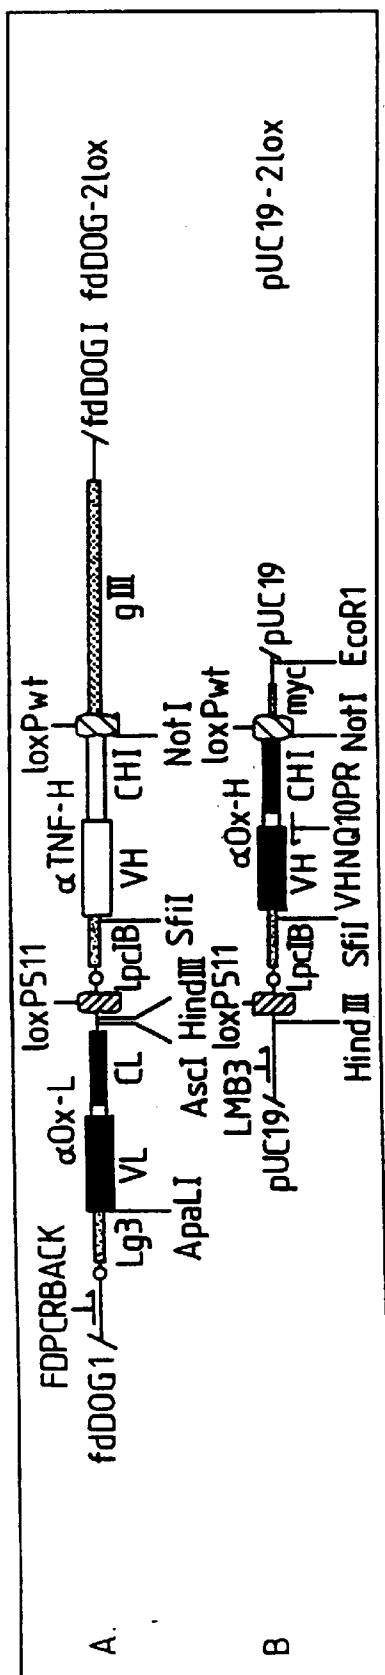 A.
FDPCRBACK
fdDOG1
Lg3
ApaLI
αOx-L
VL
CL
AscI HindIII
loxP511
LpclB
SfiI
αTNF-H
VH
CHI
NotI
loxPwt
gIII
fdDOGI fdDOG-2lox
B
LMB3
pUC19
HindIII
loxP511
LpclB
SfiI
αOx-H
VH
VHNQ10PR
CHI
NotI
loxPwt
myc
EcoR1
pUC19
pUC19-2lox